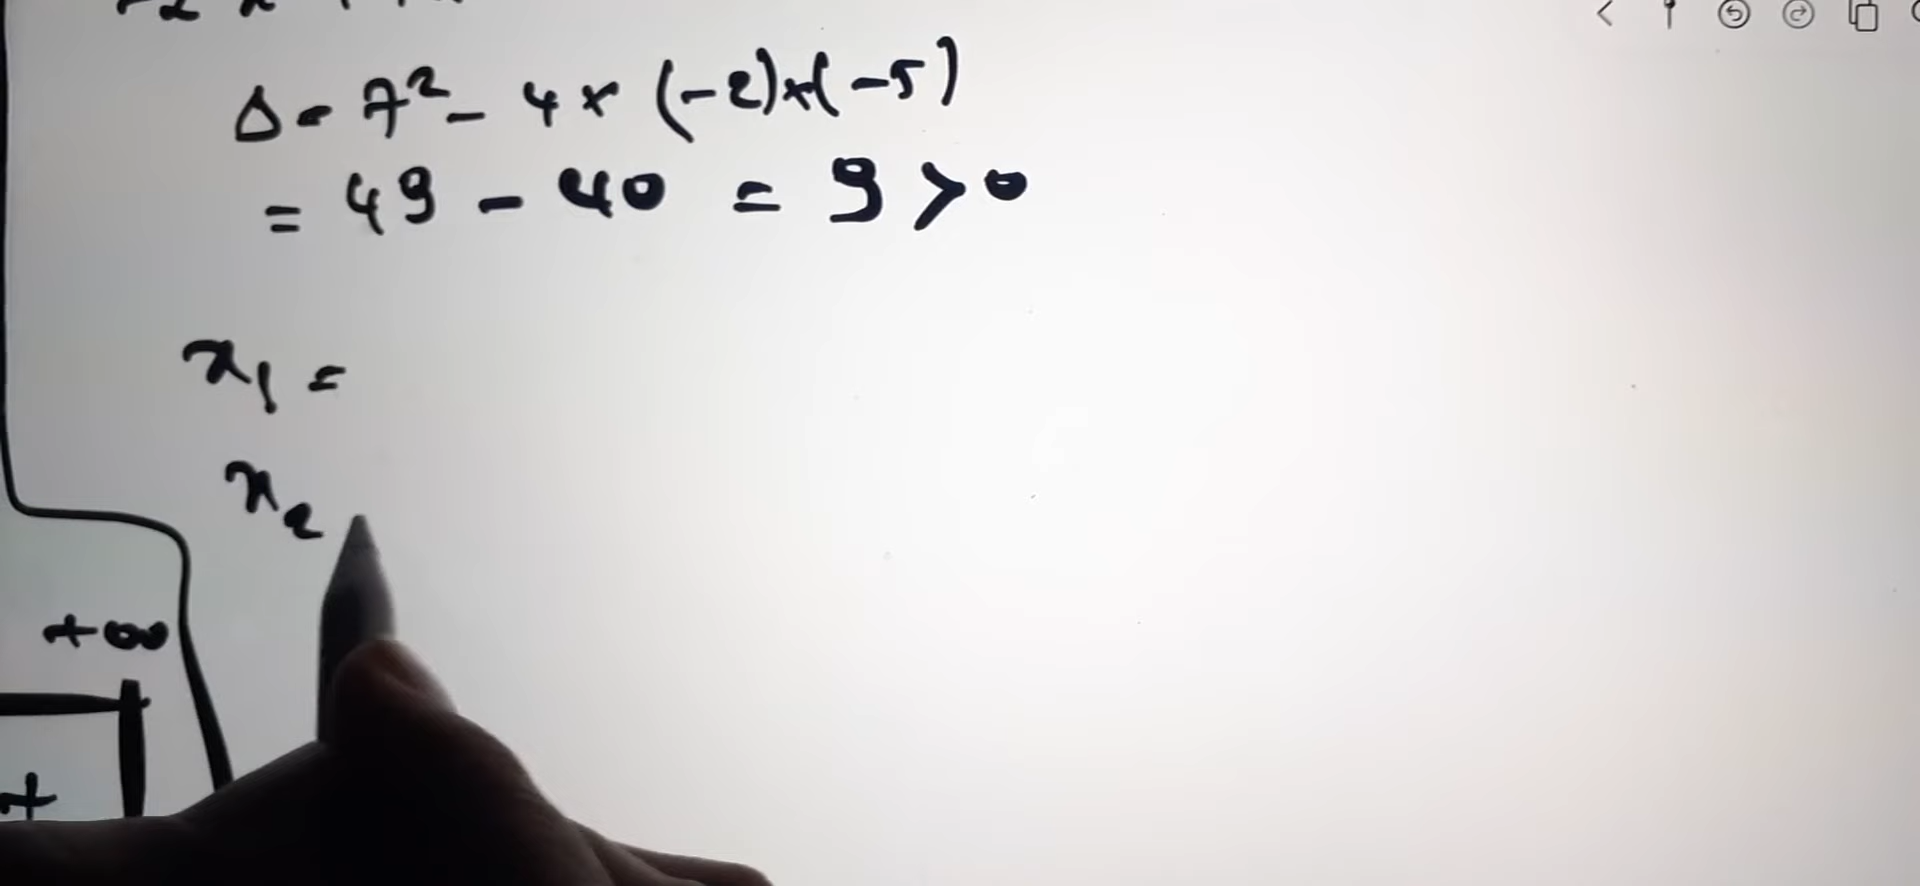 Δ = 7² - 4 × (-2)×(-5)
= 49 - 40 = 9 > 0
x₁ =
x₂
+∞
+